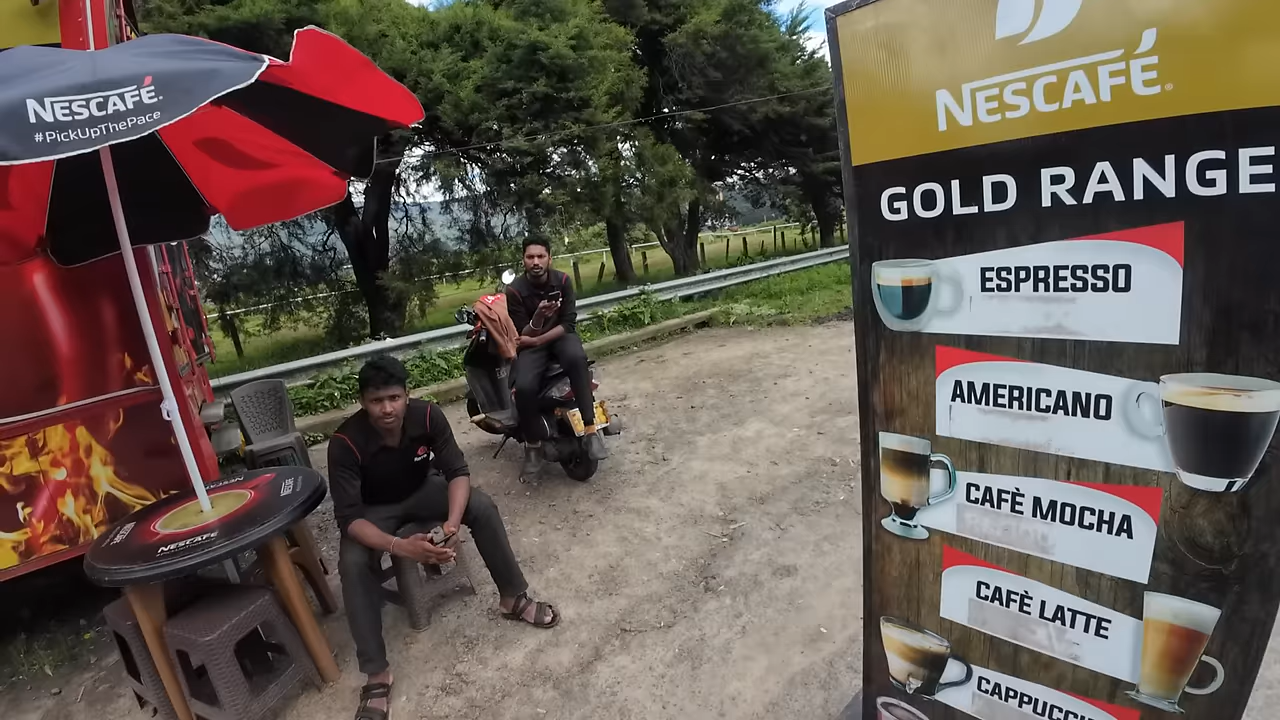 NESCAFÉ.
#PickUpThePace
NESCAFÉ
NESCAFÉ®
GOLD RANGE
ESPRESSO
AMERICANO
CAFÈ MOCHA
CAFÈ LATTE